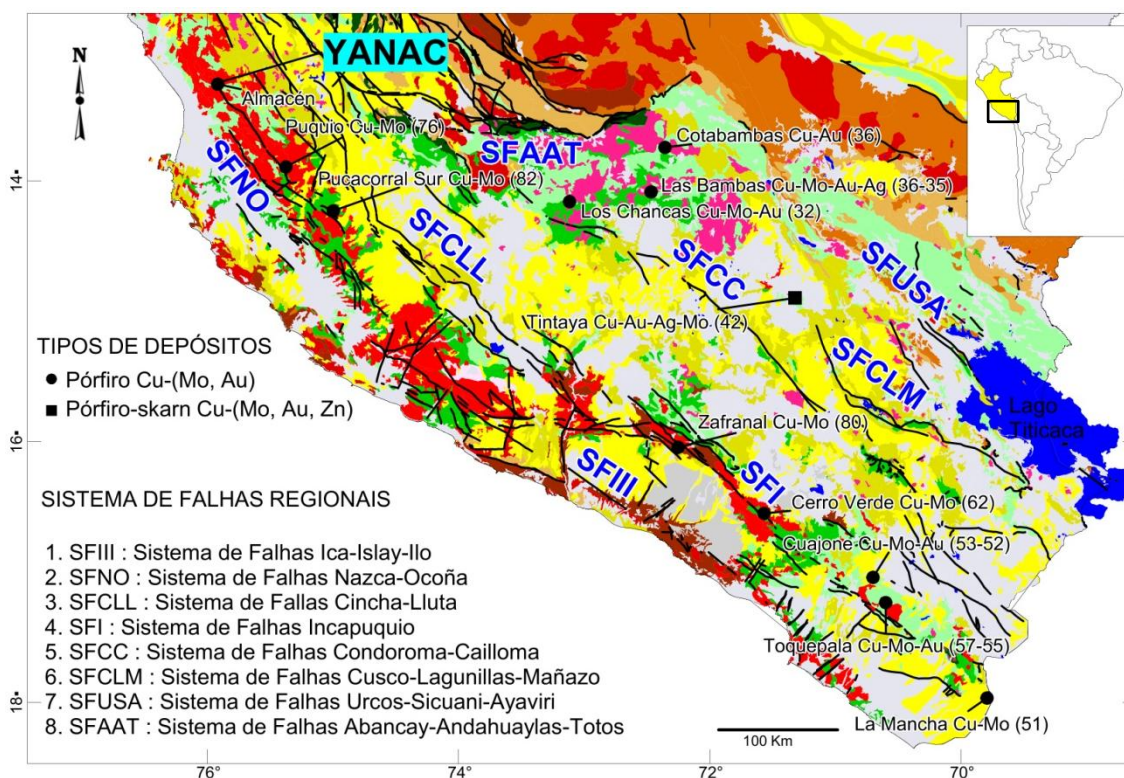 N
YANAC
Almacén
Puquio Cu-Mo (76)
Pucacorral Sur Cu-Mo (82)
SFNO
SFCLL
SFAAT
Cotabambas Cu-Au (36)
Las Bambas Cu-Mo-Au-Ag (36-35)
Los Chancas Cu-Mo-Au (32)
SFCC
SFUSA
Tintaya Cu-Au-Ag-Mo (42)
SFCLM
Lago
Titicaca
Zafranal Cu-Mo (80)
SFIII
SFI
Cerro Verde Cu-Mo (62)
Cuajone Cu-Mo-Au (53-52)
Toquepala Cu-Mo-Au (57-55)
La Mancha Cu-Mo (51)
14°
16°
18°
TIPOS DE DEPÓSITOS
Pórfiro Cu-(Mo, Au)
Pórfiro-skarn Cu-(Mo, Au, Zn)
SISTEMA DE FALHAS REGIONAIS
1. SFIII : Sistema de Falhas Ica-Islay-Ilo
2. SFNO : Sistema de Falhas Nazca-Ocoña
3. SFCLL : Sistema de Fallas Cincha-Lluta
4. SFI : Sistema de Falhas Incapuquio
5. SFCC : Sistema de Falhas Condoroma-Cailloma
6. SFCLM : Sistema de Falhas Cusco-Lagunillas-Mañazo
7. SFUSA : Sistema de Falhas Urcos-Sicuani-Ayaviri
8. SFAAT : Sistema de Falhas Abancay-Andahuaylas-Totos
100 Km
76°
74°
72°
70°